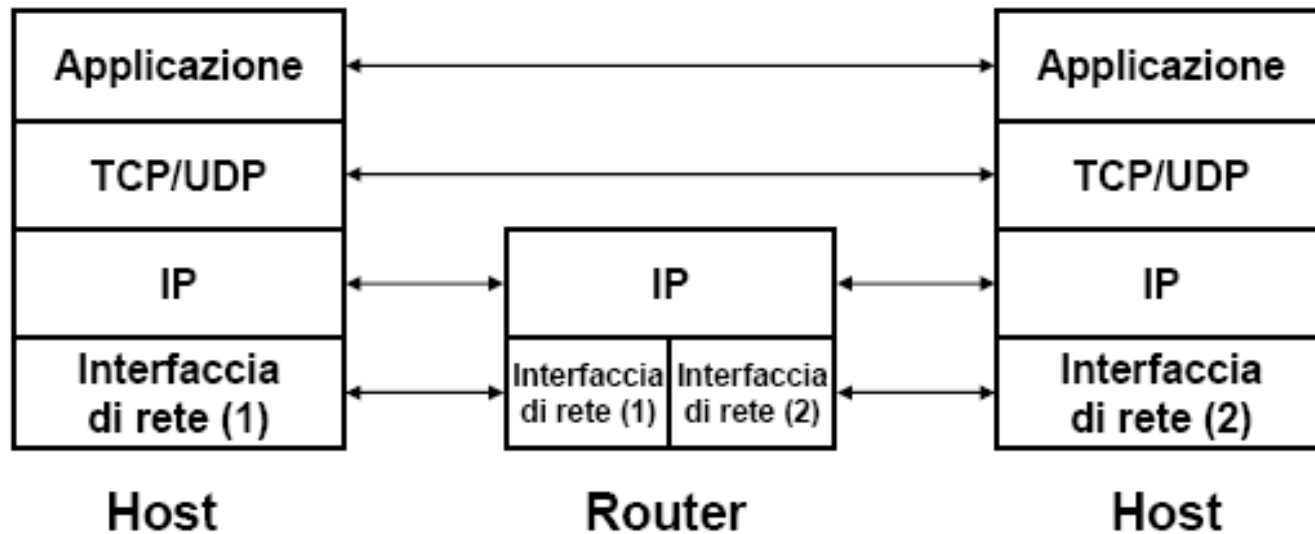 Applicazione
Applicazione
TCP/UDP
TCP/UDP
IP
IP
IP
Interfaccia
di rete (1)
Interfaccia
di rete (1)
Interfaccia
di rete (2)
Interfaccia
di rete (2)
Host
Router
Host